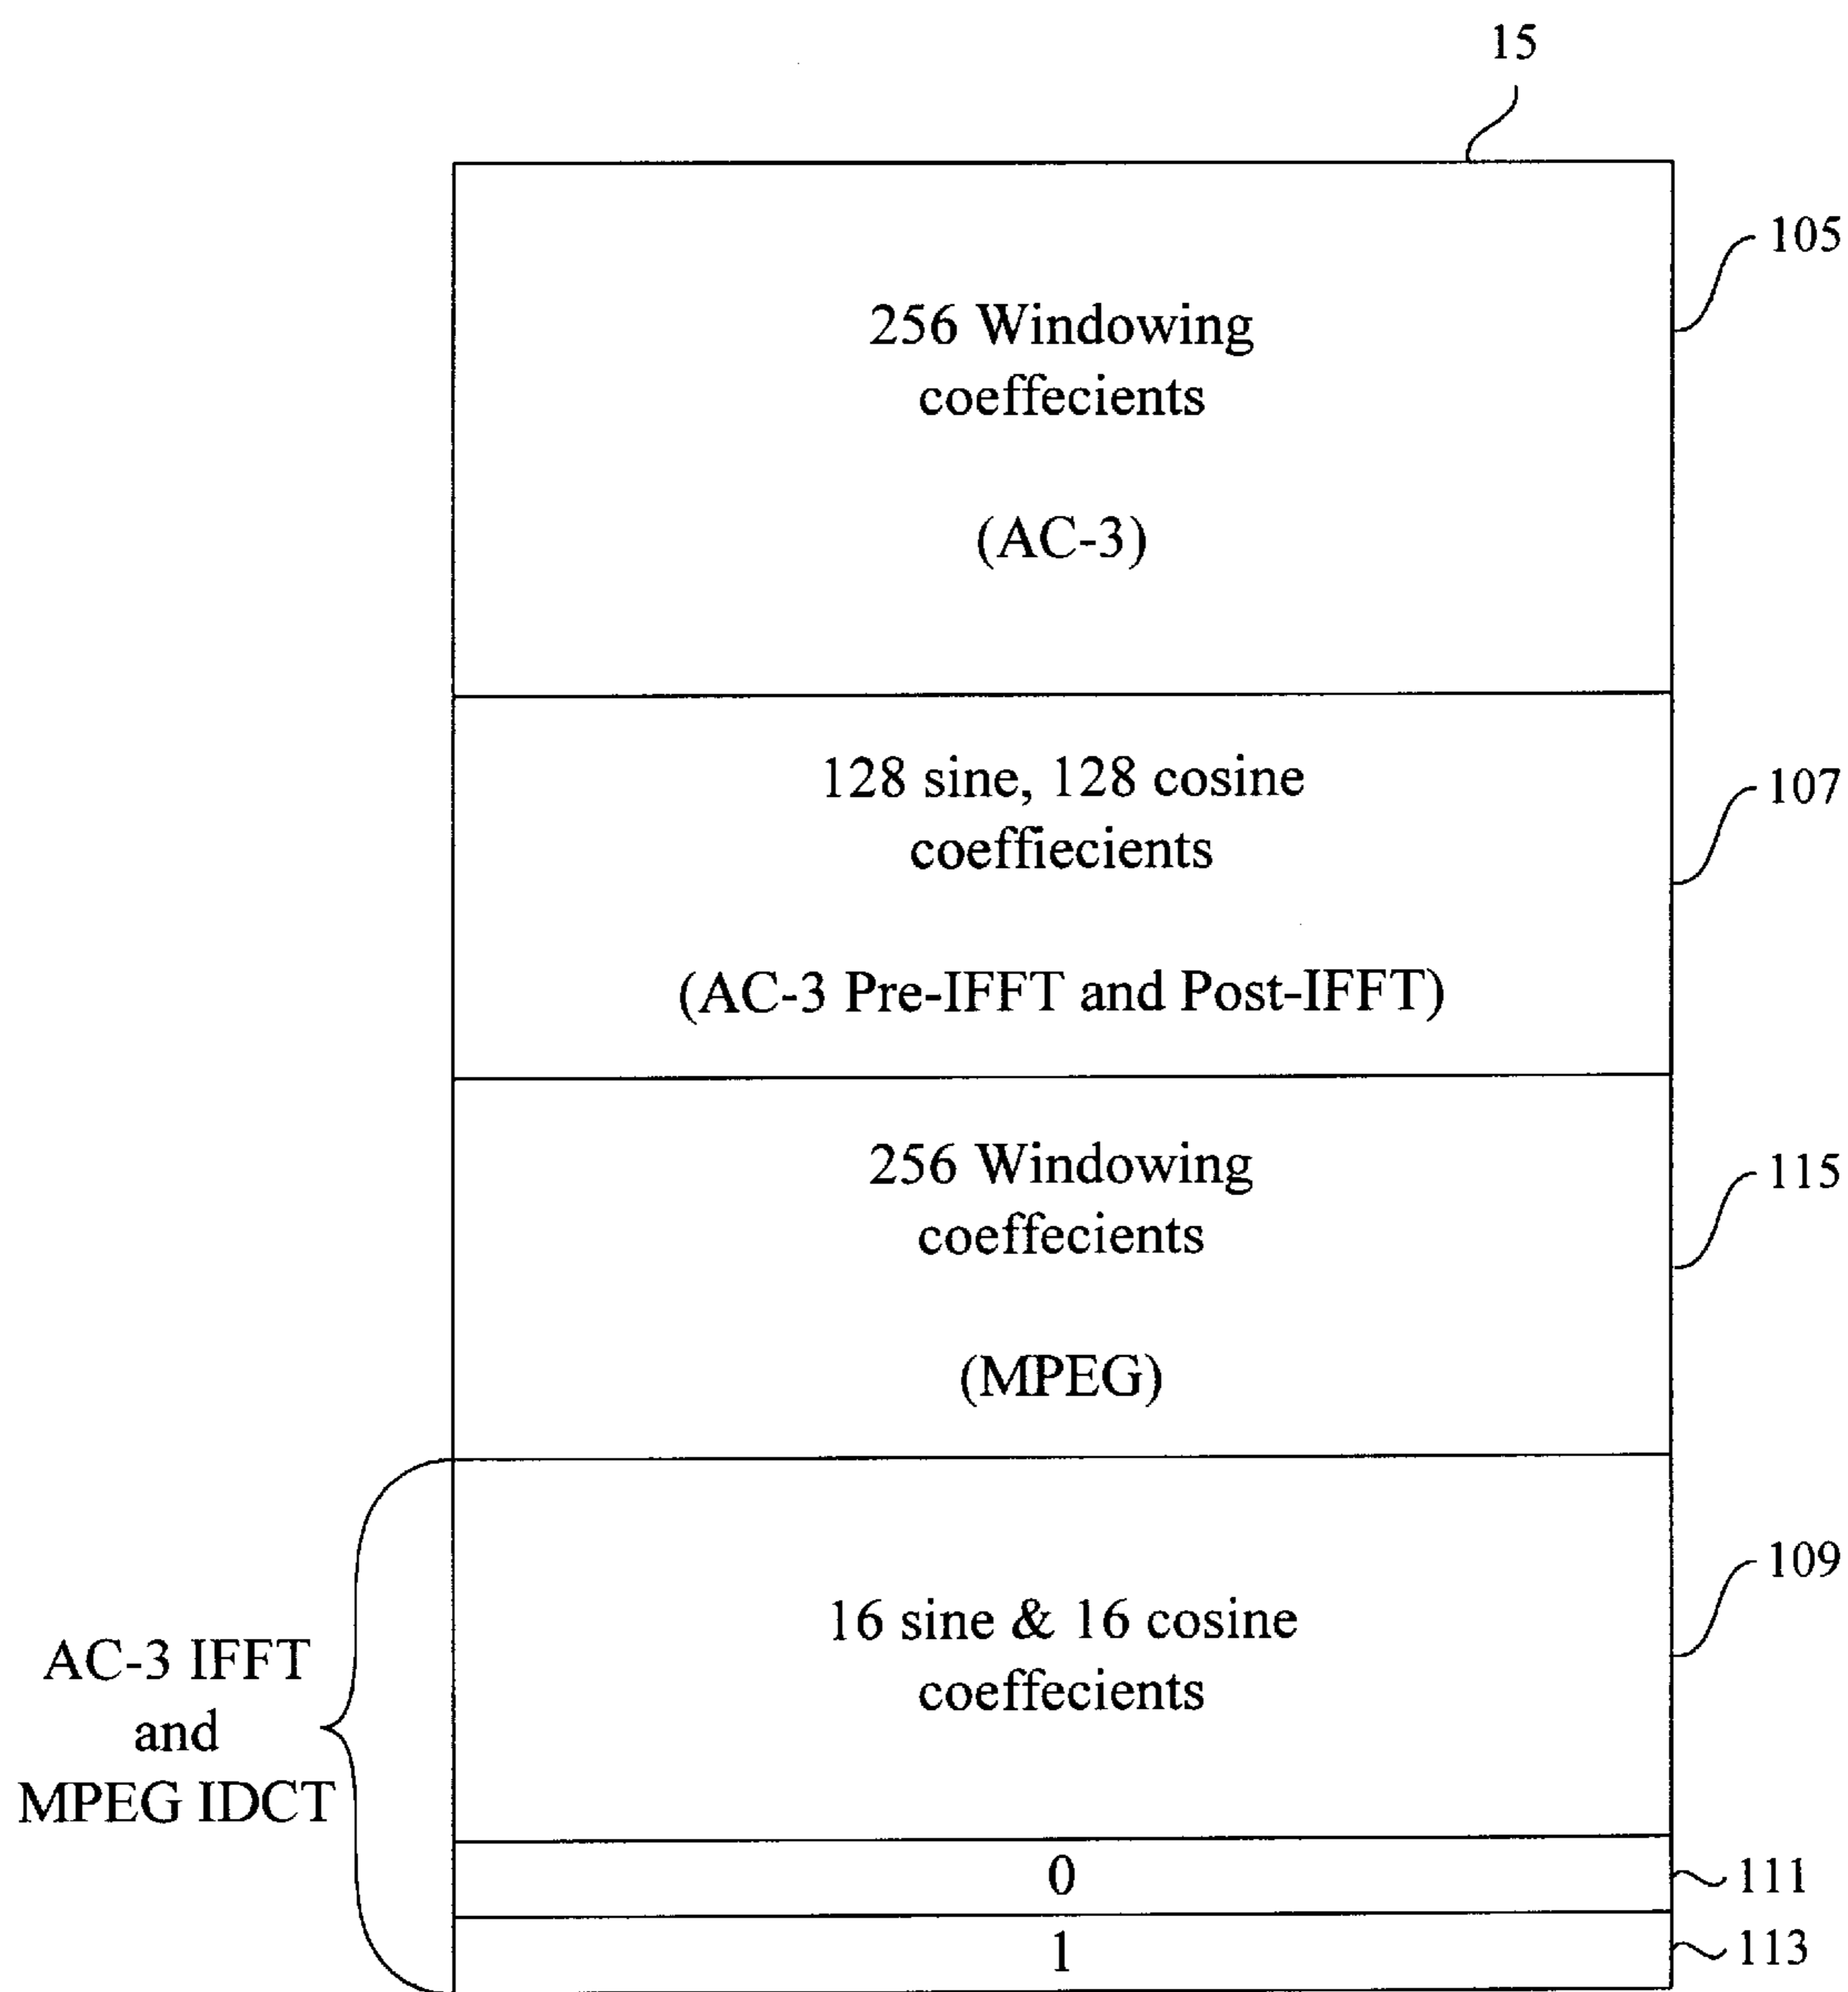 15
105
256 Windowing
coeffecients
(AC-3)
128 sine, 128 cosine
coeffiecients
107
(AC-3 Pre-IFFT and Post-IFFT)
256 Windowing
coeffecients
115
(MPEG)
109
16 sine & 16 cosine
coeffecients
AC-3 IFFT
and
MPEG IDCT
0
111
1
113